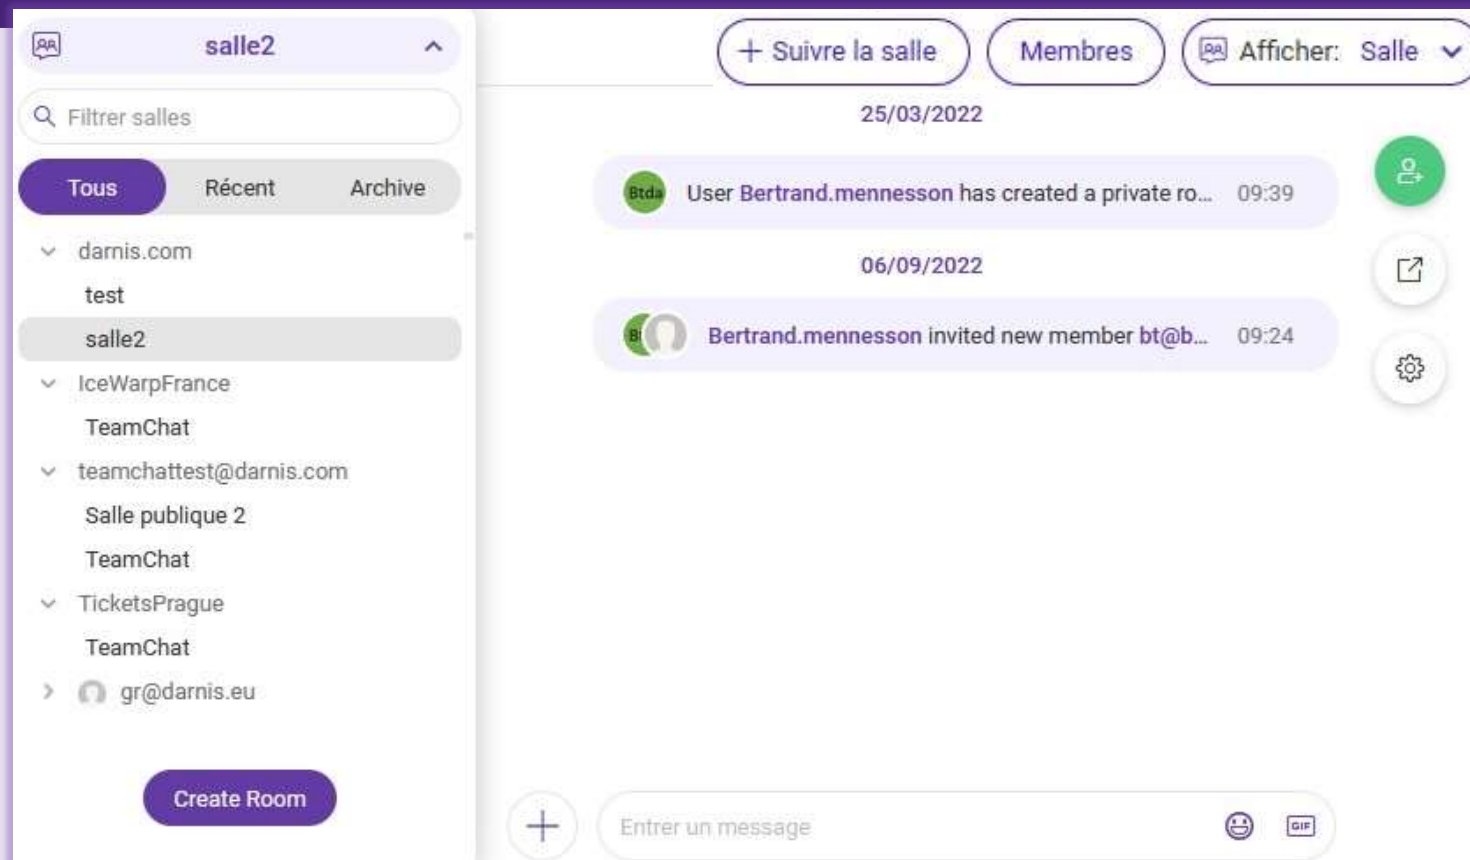 salle2
Filtrer salles
Tous Récent Archive
darnis.com
test
salle2
IceWarpFrance
TeamChat
teamchattest@darnis.com
Salle publique 2
TeamChat
TicketsPrague
TeamChat
gr@darnis.eu
Create Room
+ Suivre la salle Membres Afficher: Salle
25/03/2022
Btda User Bertrand.mennesson has created a private ro... 09:39
06/09/2022
B Bertrand.mennesson invited new member bt@b... 09:24
Entrer un message GIF